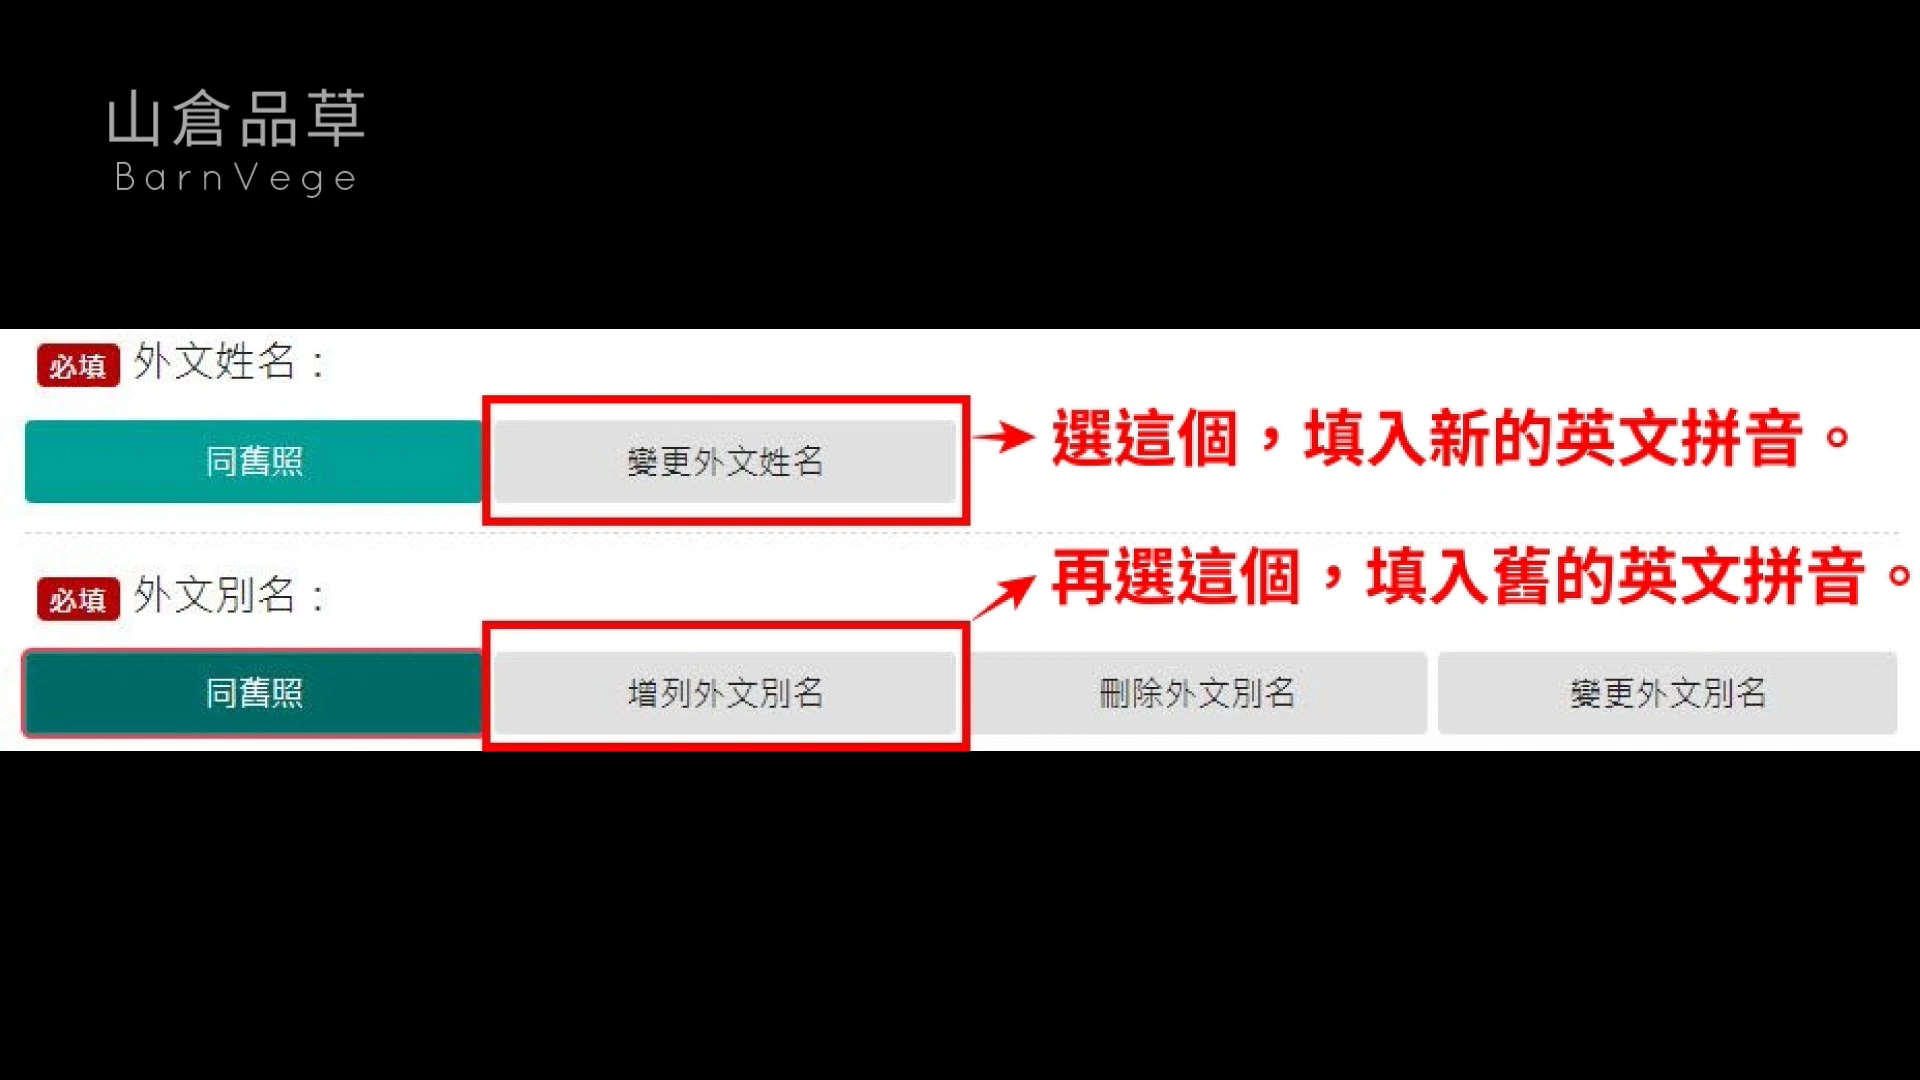 山倉品草
BarnVege
必填 外文姓名：
同舊照 變更外文姓名 選這個，填入新的英文拼音。
再選這個，填入舊的英文拼音。
必填 外文別名：
同舊照 增列外文別名 刪除外文別名 變更外文別名